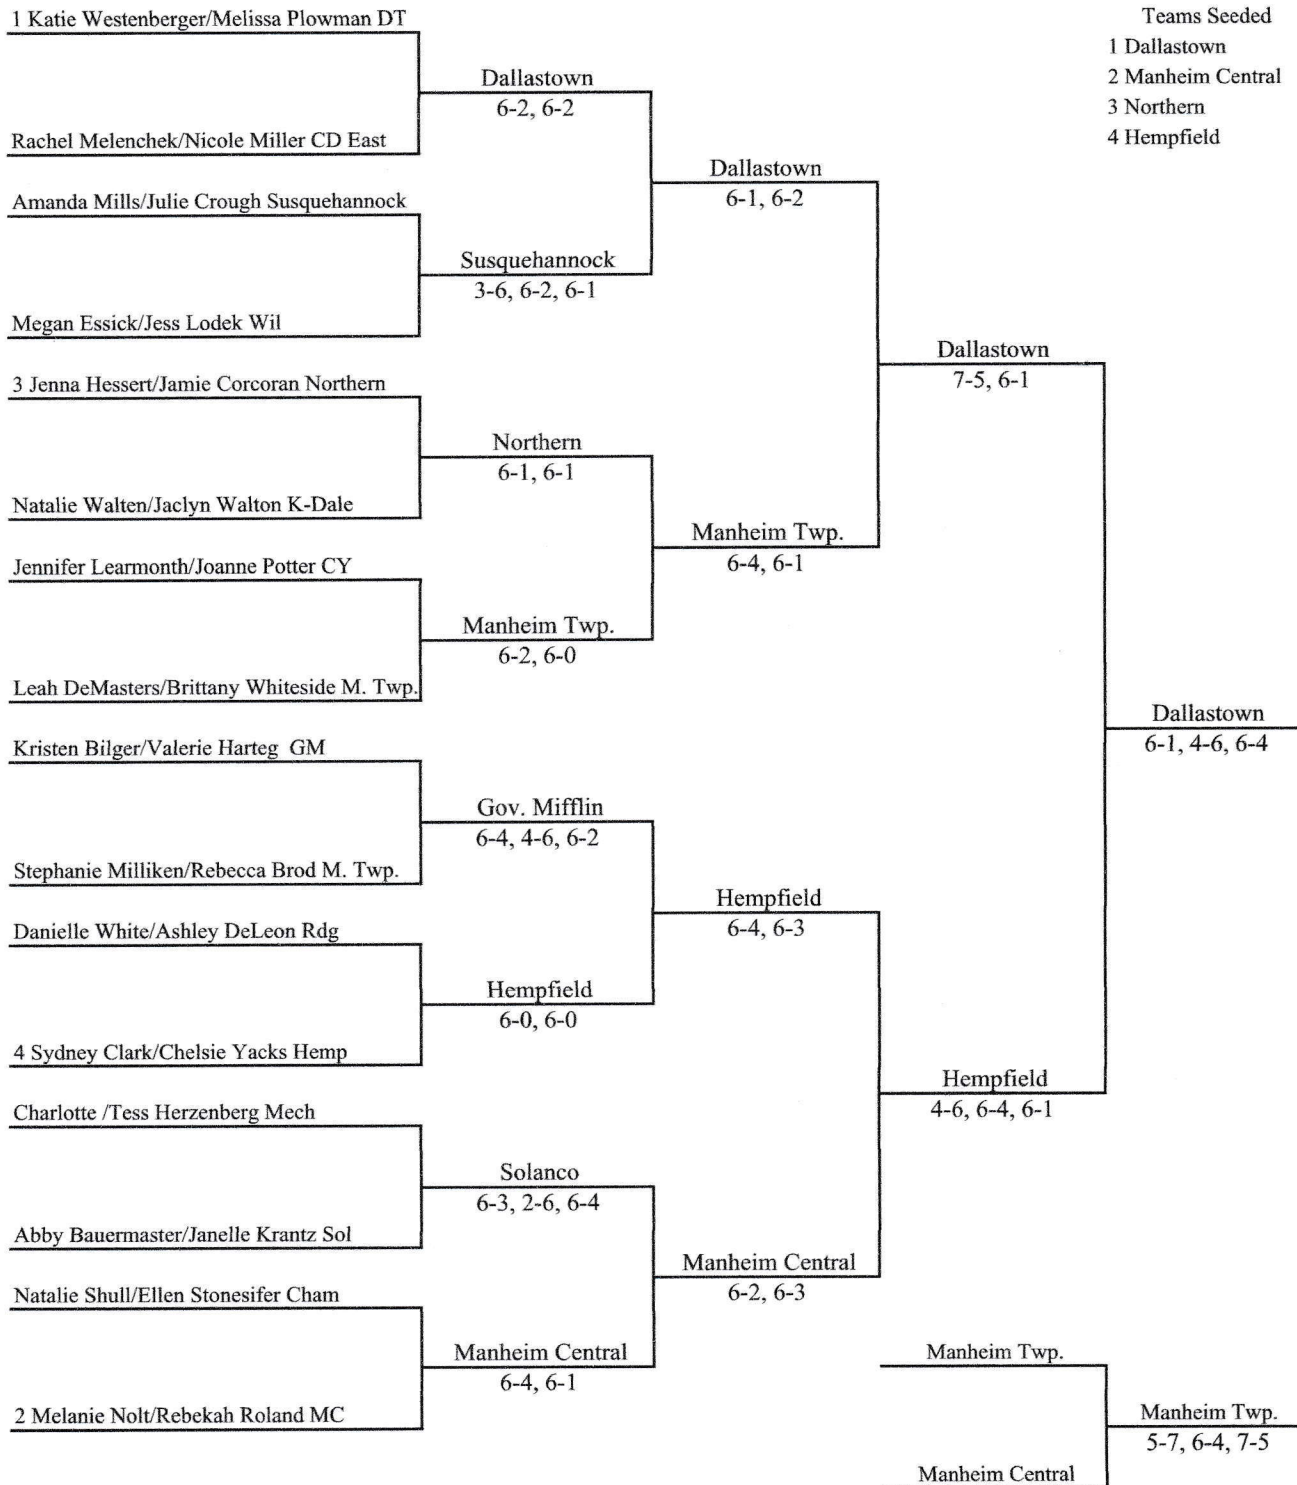 1 Katie Westenberger/Melissa Plowman DT
Rachel Melenchek/Nicole Miller CD East
Amanda Mills/Julie Crough Susquehannock
Megan Essick/Jess Lodek Wil
3 Jenna Hessert/Jamie Corcoran Northern
Natalie Walten/Jaclyn Walton K-Dale
Jennifer Learmonth/Joanne Potter CY
Leah DeMasters/Brittany Whiteside M. Twp.
Kristen Bilger/Valerie Harteg GM
Stephanie Milliken/Rebecca Brod M. Twp.
Danielle White/Ashley DeLeon Rdg
4 Sydney Clark/Chelsie Yacks Hemp
Charlotte /Tess Herzenberg Mech
Abby Bauermaster/Janelle Krantz Sol
Natalie Shull/Ellen Stonesifer Cham
2 Melanie Nolt/Rebekah Roland MC
Dallastown
6-2, 6-2
Susquehannock
3-6, 6-2, 6-1
Northern
6-1, 6-1
Manheim Twp.
6-2, 6-0
Gov. Mifflin
6-4, 4-6, 6-2
Hempfield
6-0, 6-0
Solanco
6-3, 2-6, 6-4
Manheim Central
6-4, 6-1
Dallastown
6-1, 6-2
Manheim Twp.
6-4, 6-1
Hempfield
6-4, 6-3
Manheim Central
6-2, 6-3
Dallastown
7-5, 6-1
Hempfield
4-6, 6-4, 6-1
Dallastown
6-1, 4-6, 6-4
Manheim Twp.
Manheim Central
Manheim Twp.
5-7, 6-4, 7-5
Teams Seeded
1 Dallastown
2 Manheim Central
3 Northern
4 Hempfield